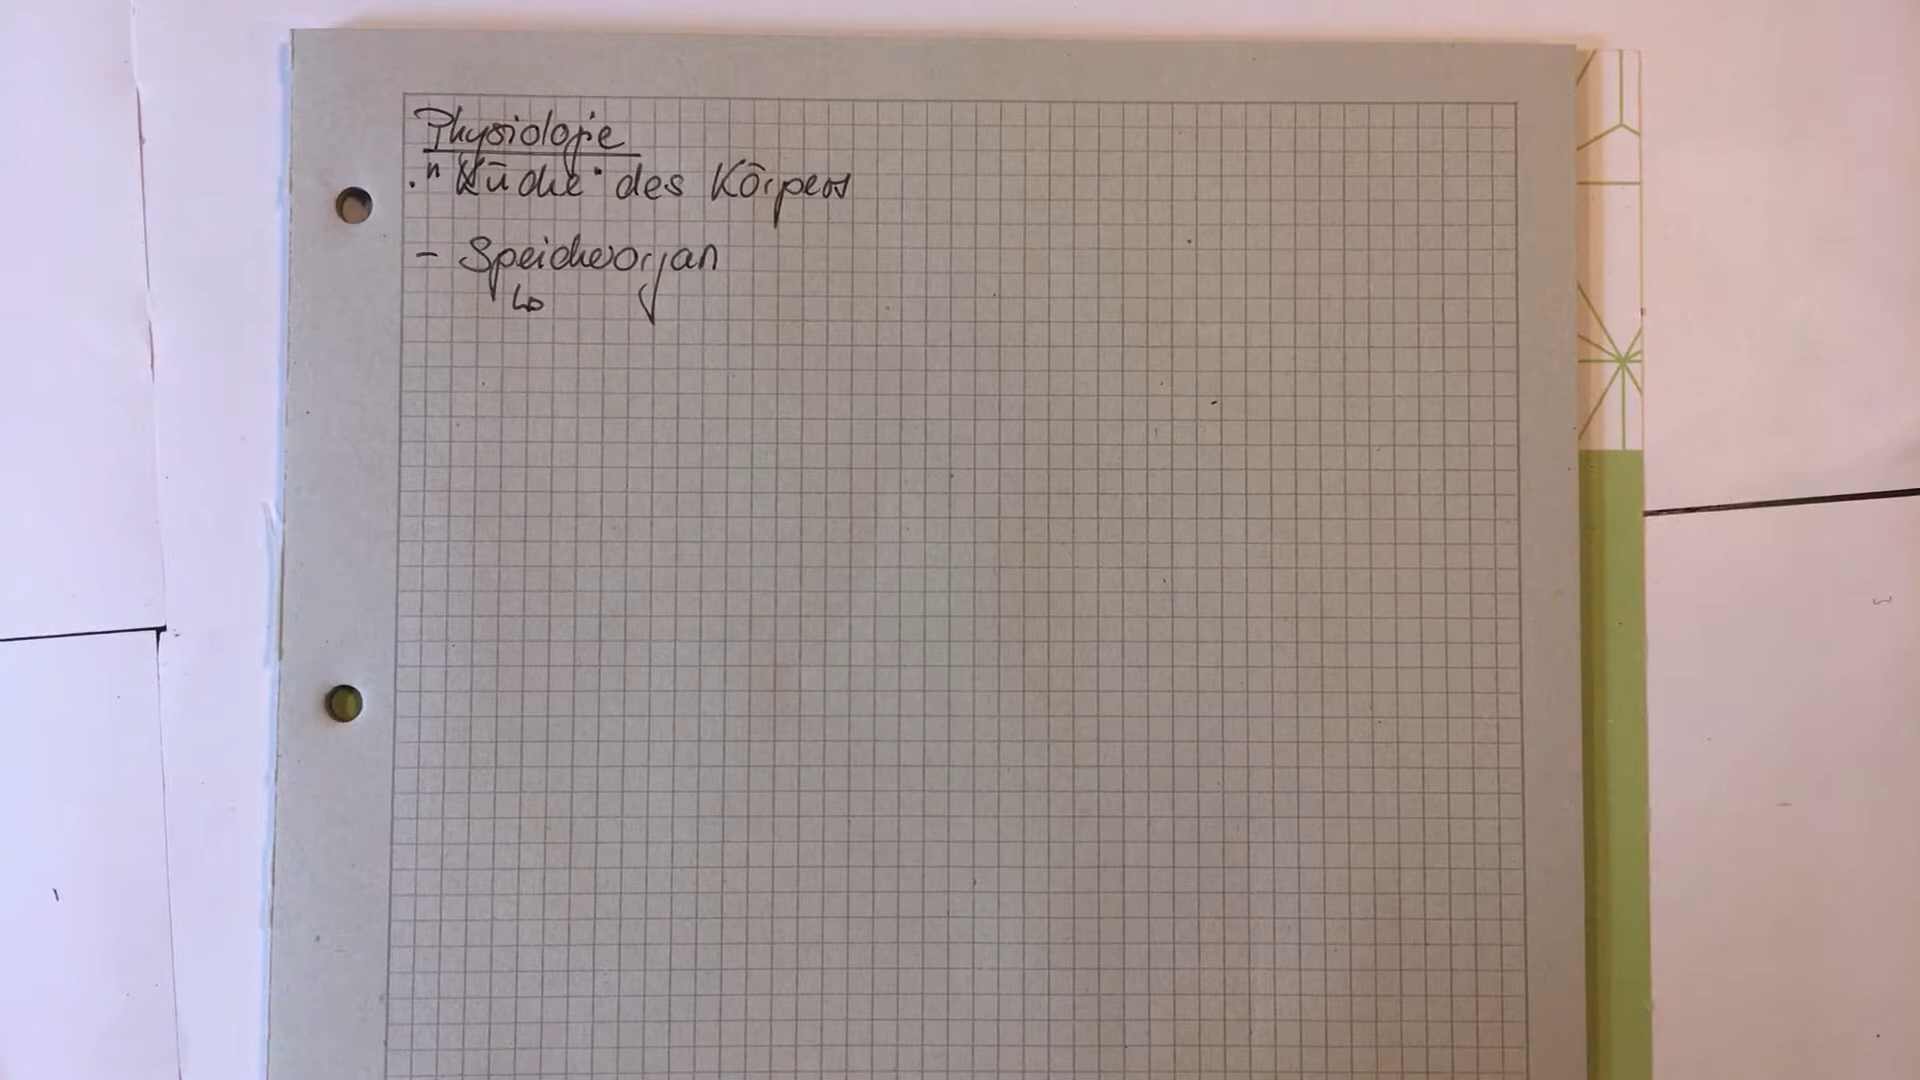 Physiologie
. "Küche" des Körpers
- Speicherorgan
↳